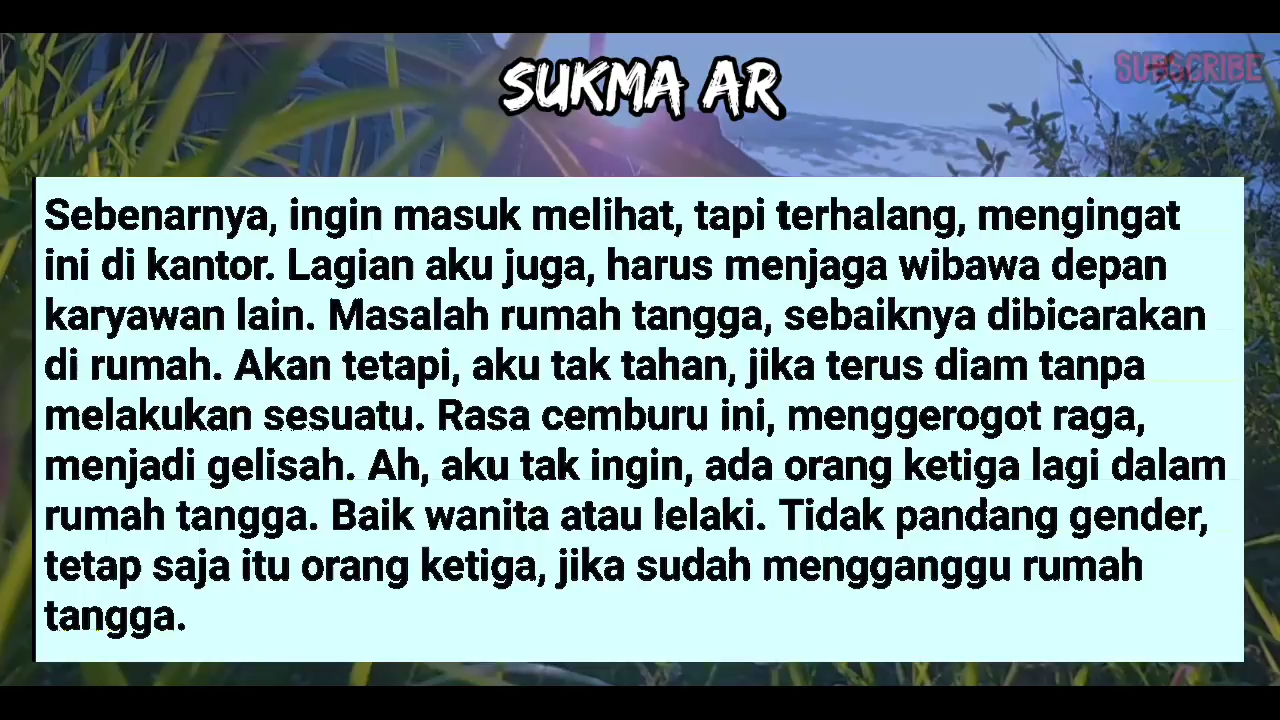 SUKMA AR
SUBSCRIBE
Sebenarnya, ingin masuk melihat, tapi terhalang, mengingat
ini di kantor. Lagian aku juga, harus menjaga wibawa depan
karyawan lain. Masalah rumah tangga, sebaiknya dibicarakan
di rumah. Akan tetapi, aku tak tahan, jika terus diam tanpa
melakukan sesuatu. Rasa cemburu ini, menggerogot raga,
menjadi gelisah. Ah, aku tak ingin, ada orang ketiga lagi dalam
rumah tangga. Baik wanita atau lelaki. Tidak pandang gender,
tetap saja itu orang ketiga, jika sudah mengganggu rumah
tangga.